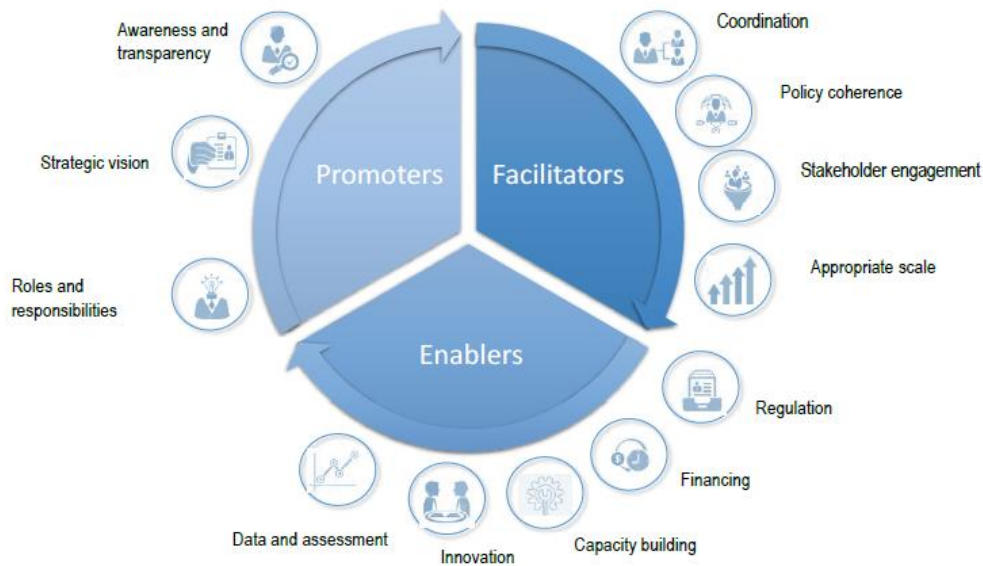 Awareness and
transparency
Strategic vision
Roles and
responsibilities
Promoters
Facilitators
Enablers
Coordination
Policy coherence
Stakeholder engagement
Appropriate scale
Regulation
Financing
Capacity building
Innovation
Data and assessment